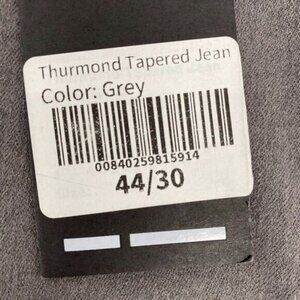 Thurmond Tapered Jean
Color: Grey
00840259815914
44/30